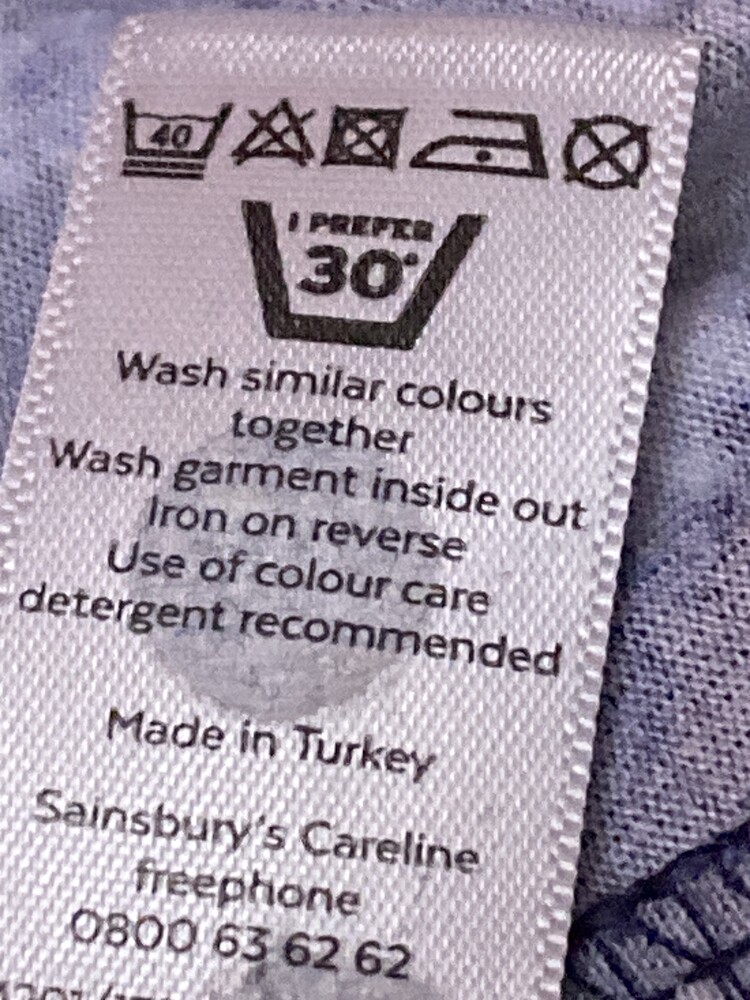 40
I PREFER
30°
Wash similar colours
together
Wash garment inside out
Iron on reverse
Use of colour care
detergent recommended
Made in Turkey
Sainsbury's Careline
freephone
0800 63 62 62